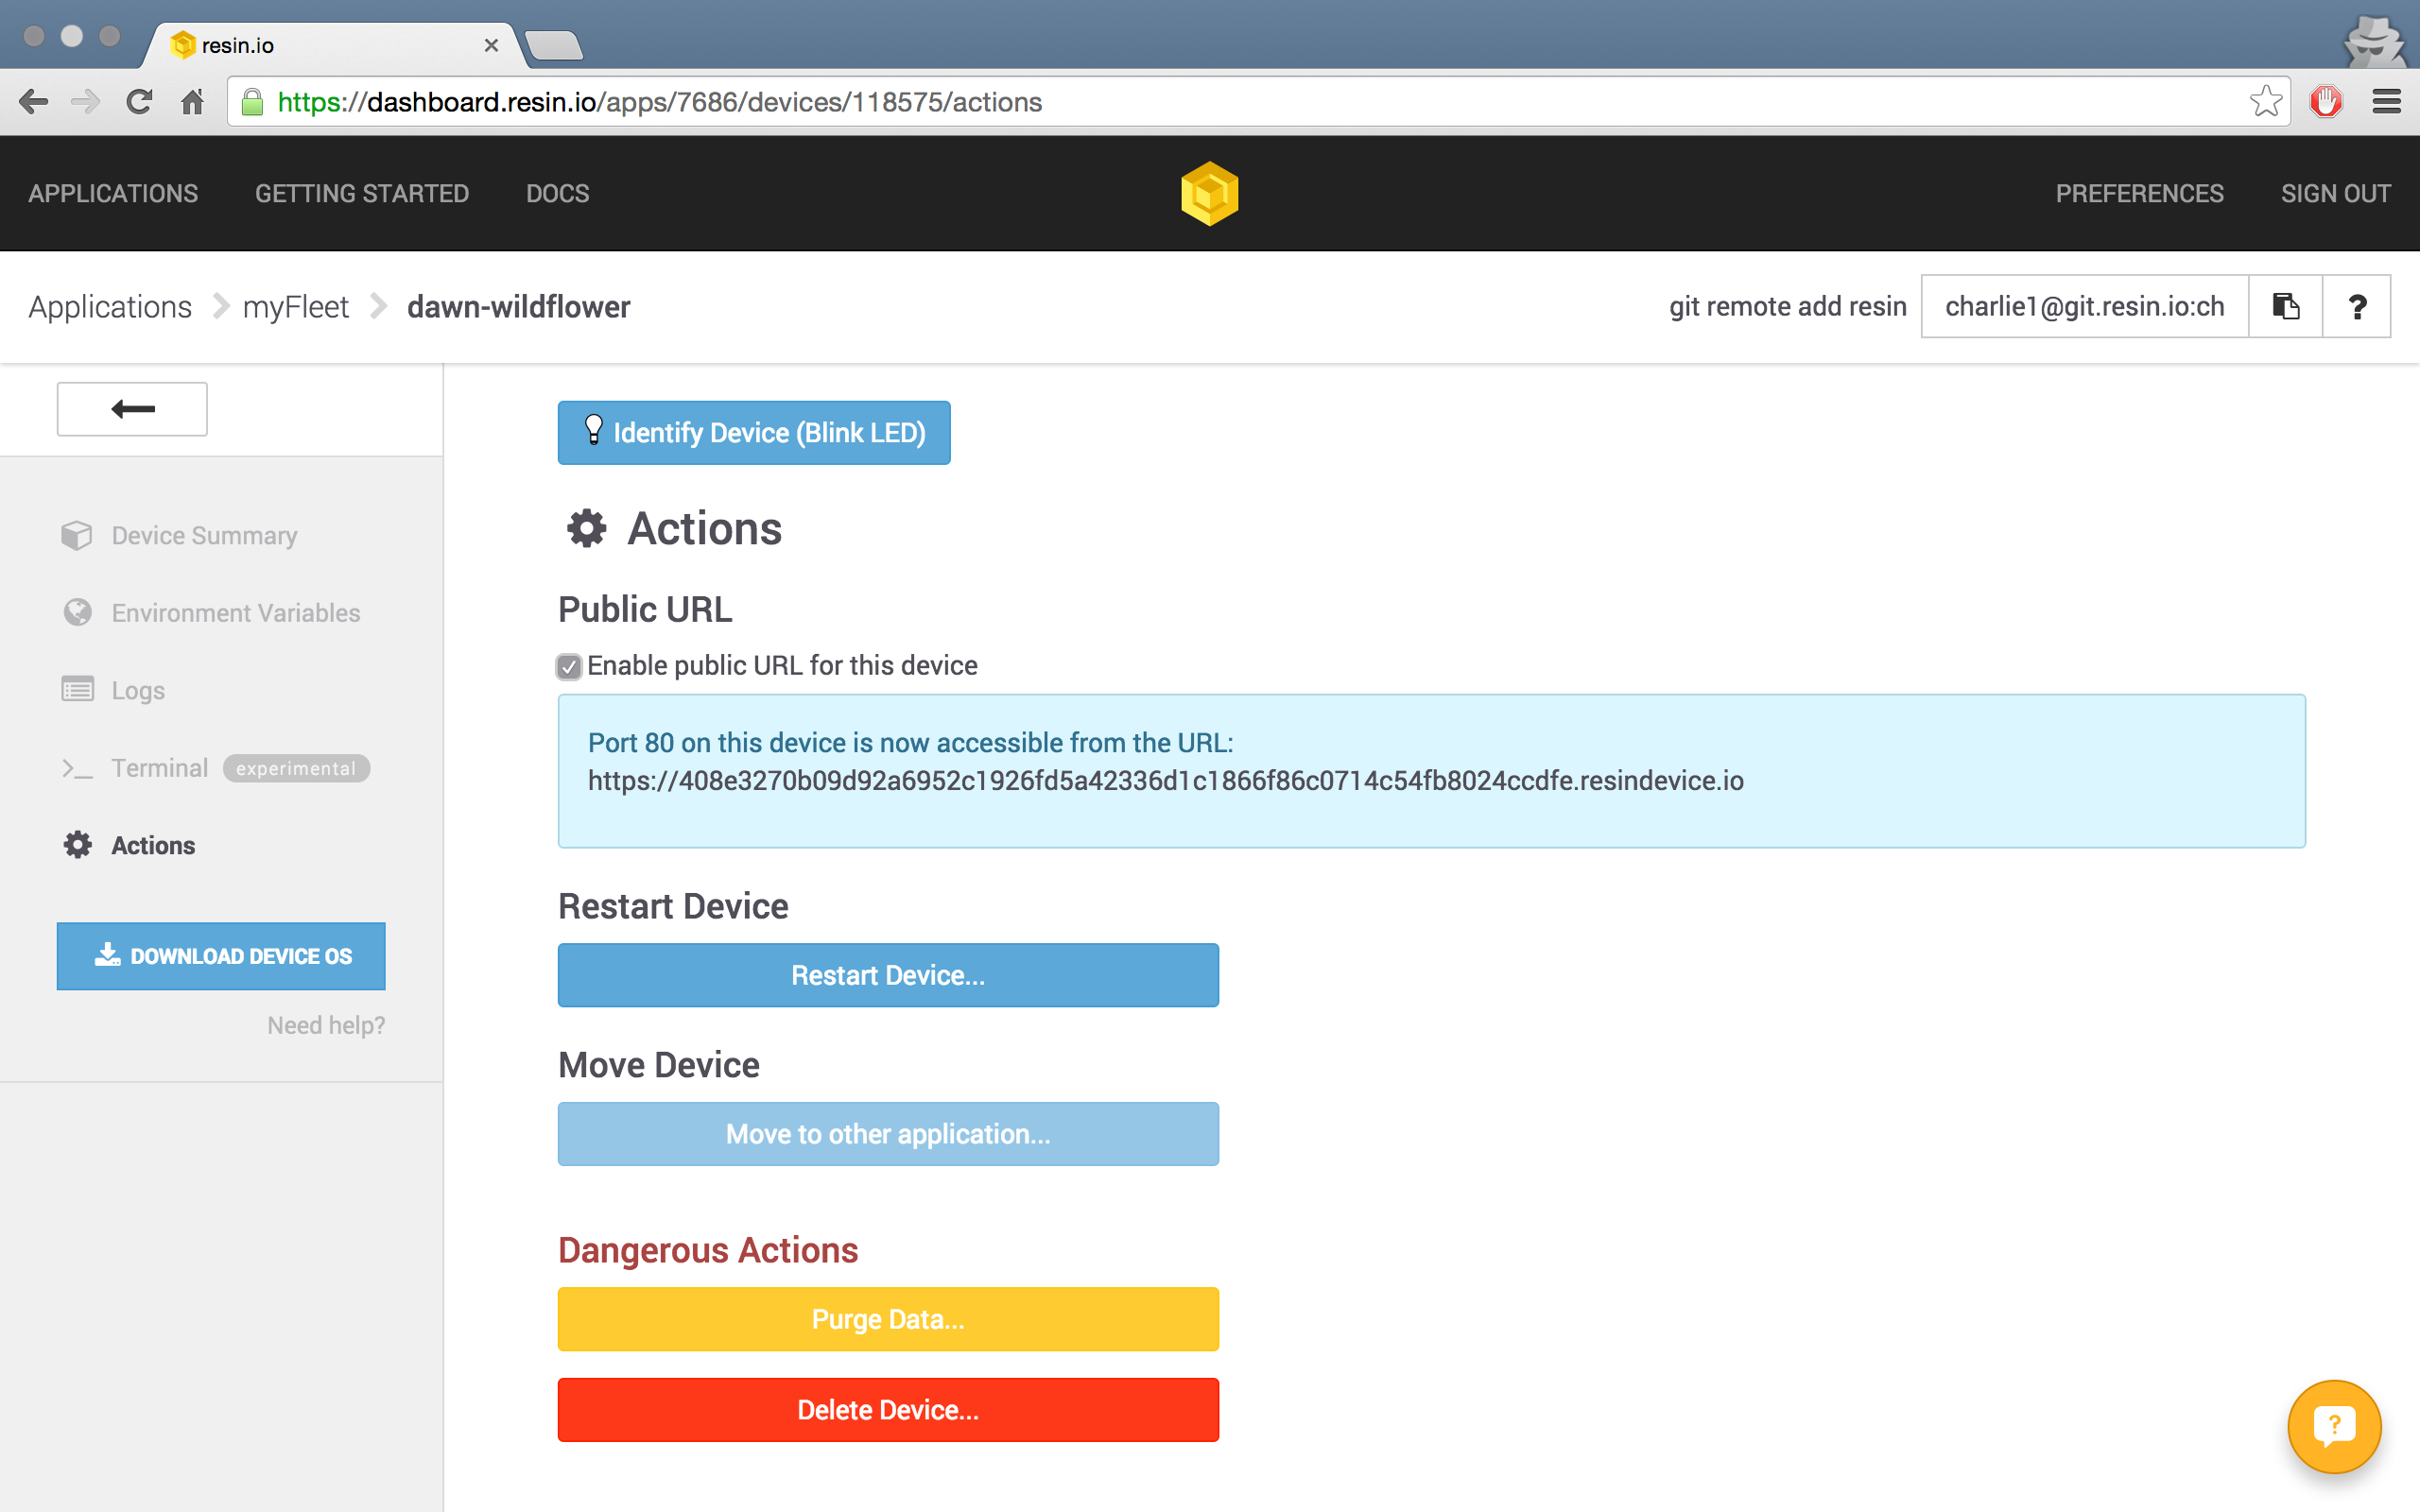 resin.io
https://dashboard.resin.io/apps/7686/devices/118575/actions
APPLICATIONS GETTING STARTED DOCS PREFERENCES SIGN OUT
Applications myFleet dawn-wildflower git remote add resin charlie1@git.resin.io:ch ?
Identify Device (Blink LED)
Actions
Device Summary
Environment Variables
Logs
Terminal experimental
Actions
DOWNLOAD DEVICE OS
Need help?
Public URL
Enable public URL for this device
Port 80 on this device is now accessible from the URL:
https://408e3270b09d92a6952c1926fd5a42336d1c1866f86c0714c54fb8024ccdfe.resindevice.io
Restart Device
Restart Device...
Move Device
Move to other application...
Dangerous Actions
Purge Data...
Delete Device...
?